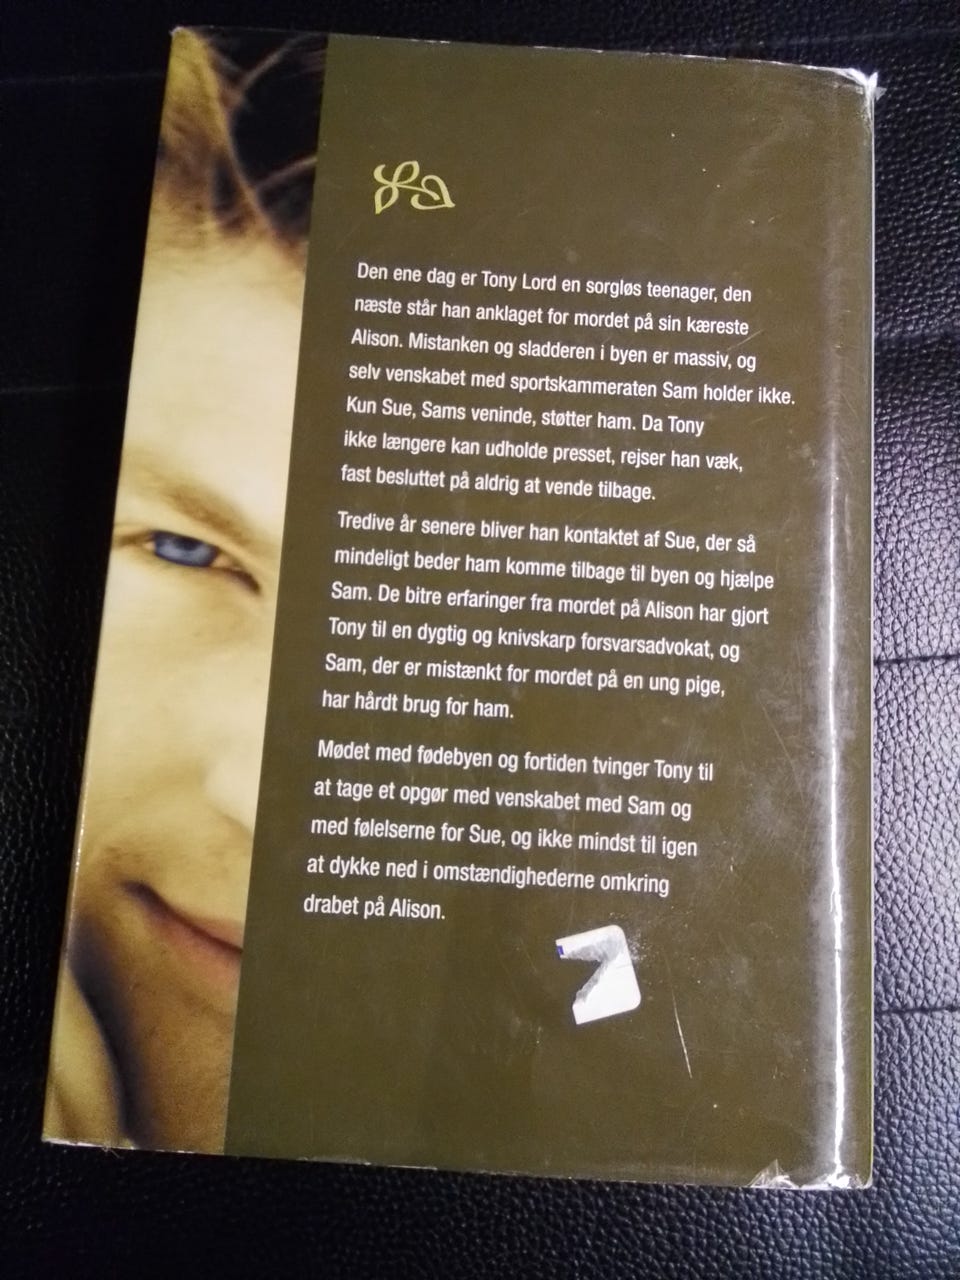 Den ene dag er Tony Lord en sorgløs teenager, den
næste står han anklaget for mordet på sin kæreste
Alison. Mistanken og sladderen i byen er massiv, og
selv venskabet med sportskammeraten Sam holder ikke.
Kun Sue, Sams veninde, støtter ham. Da Tony
ikke længere kan udholde presset, rejser han væk,
fast besluttet på aldrig at vende tilbage.
Tredive år senere bliver han kontaktet af Sue, der så
mindeligt beder ham komme tilbage til byen og hjælpe
Sam. De bitre erfaringer fra mordet på Alison har gjort
Tony til en dygtig og knivskarp forsvarsadvokat, og
Sam, der er mistænkt for mordet på en ung pige,
har hårdt brug for ham.
Mødet med fødebyen og fortiden tvinger Tony til
at tage et opgør med venskabet med Sam og
med følelserne for Sue, og ikke mindst til igen
at dykke ned i omstændighederne omkring
drabet på Alison.